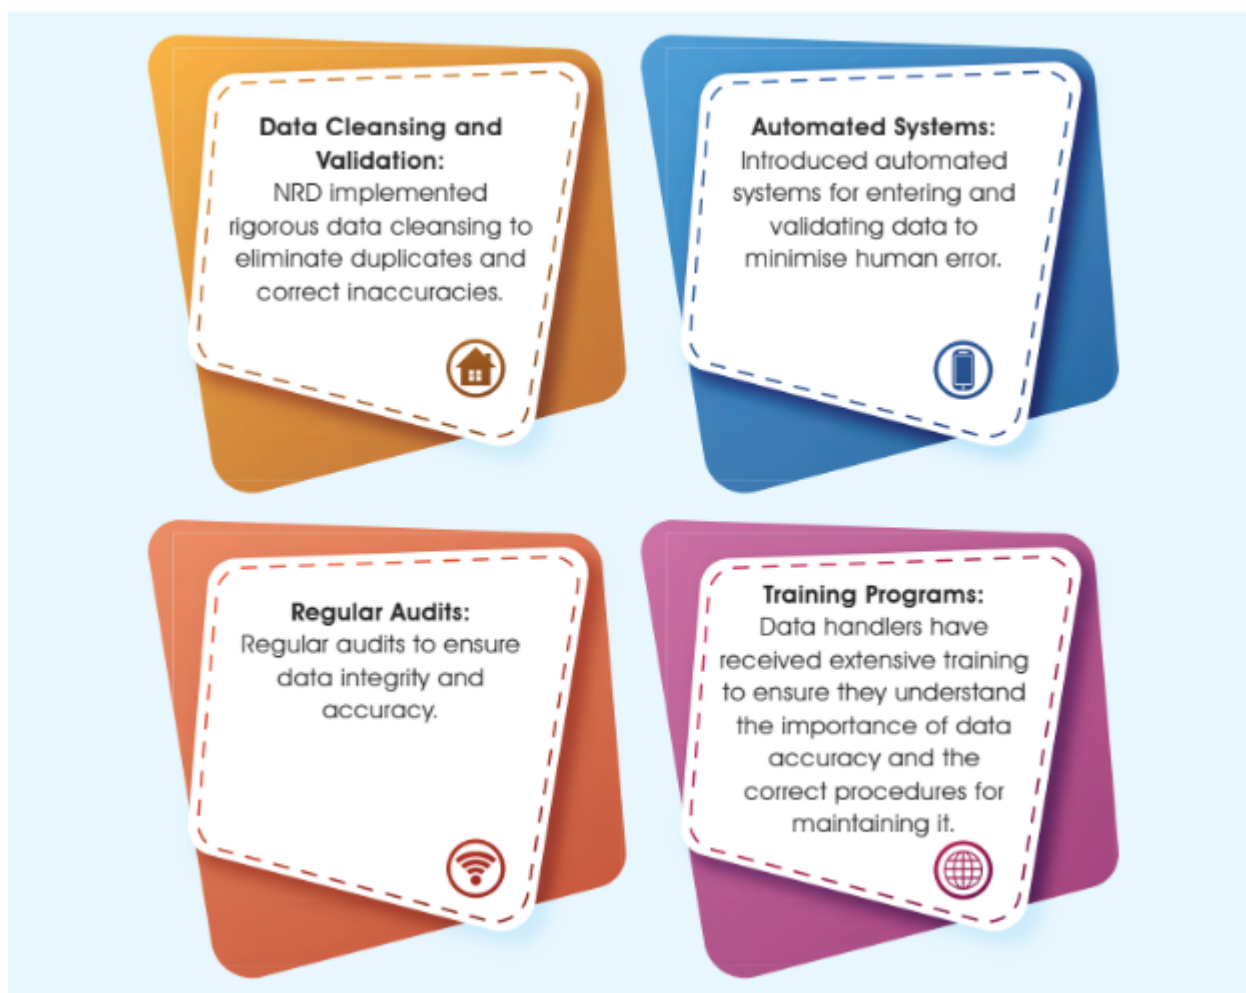 Data Cleansing and
Validation:
NRD implemented
rigorous data cleansing to
eliminate duplicates and
correct inaccuracies.
Automated Systems:
Introduced automated
systems for entering and
validating data to
minimise human error.
Regular Audits:
Regular audits to ensure
data integrity and
accuracy.
Training Programs:
Data handlers have
received extensive training
to ensure they understand
the importance of data
accuracy and the
correct procedures for
maintaining it.